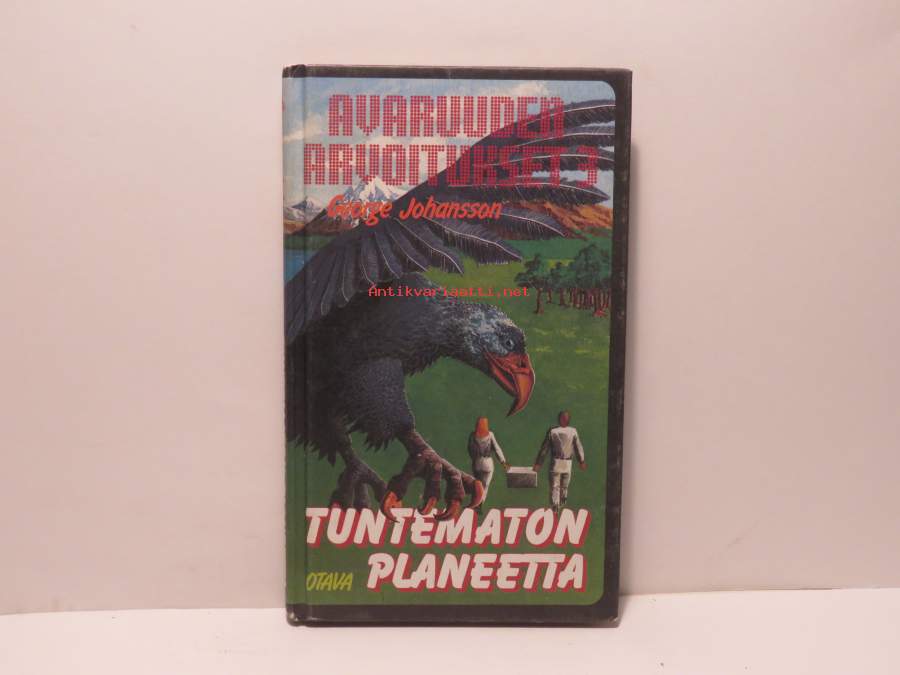 AVARUUDEN
ARVOITUKSET 3
George Johansson
Antikvariaatti.net
TUNTEMATON
OTAVA PLANEETTA